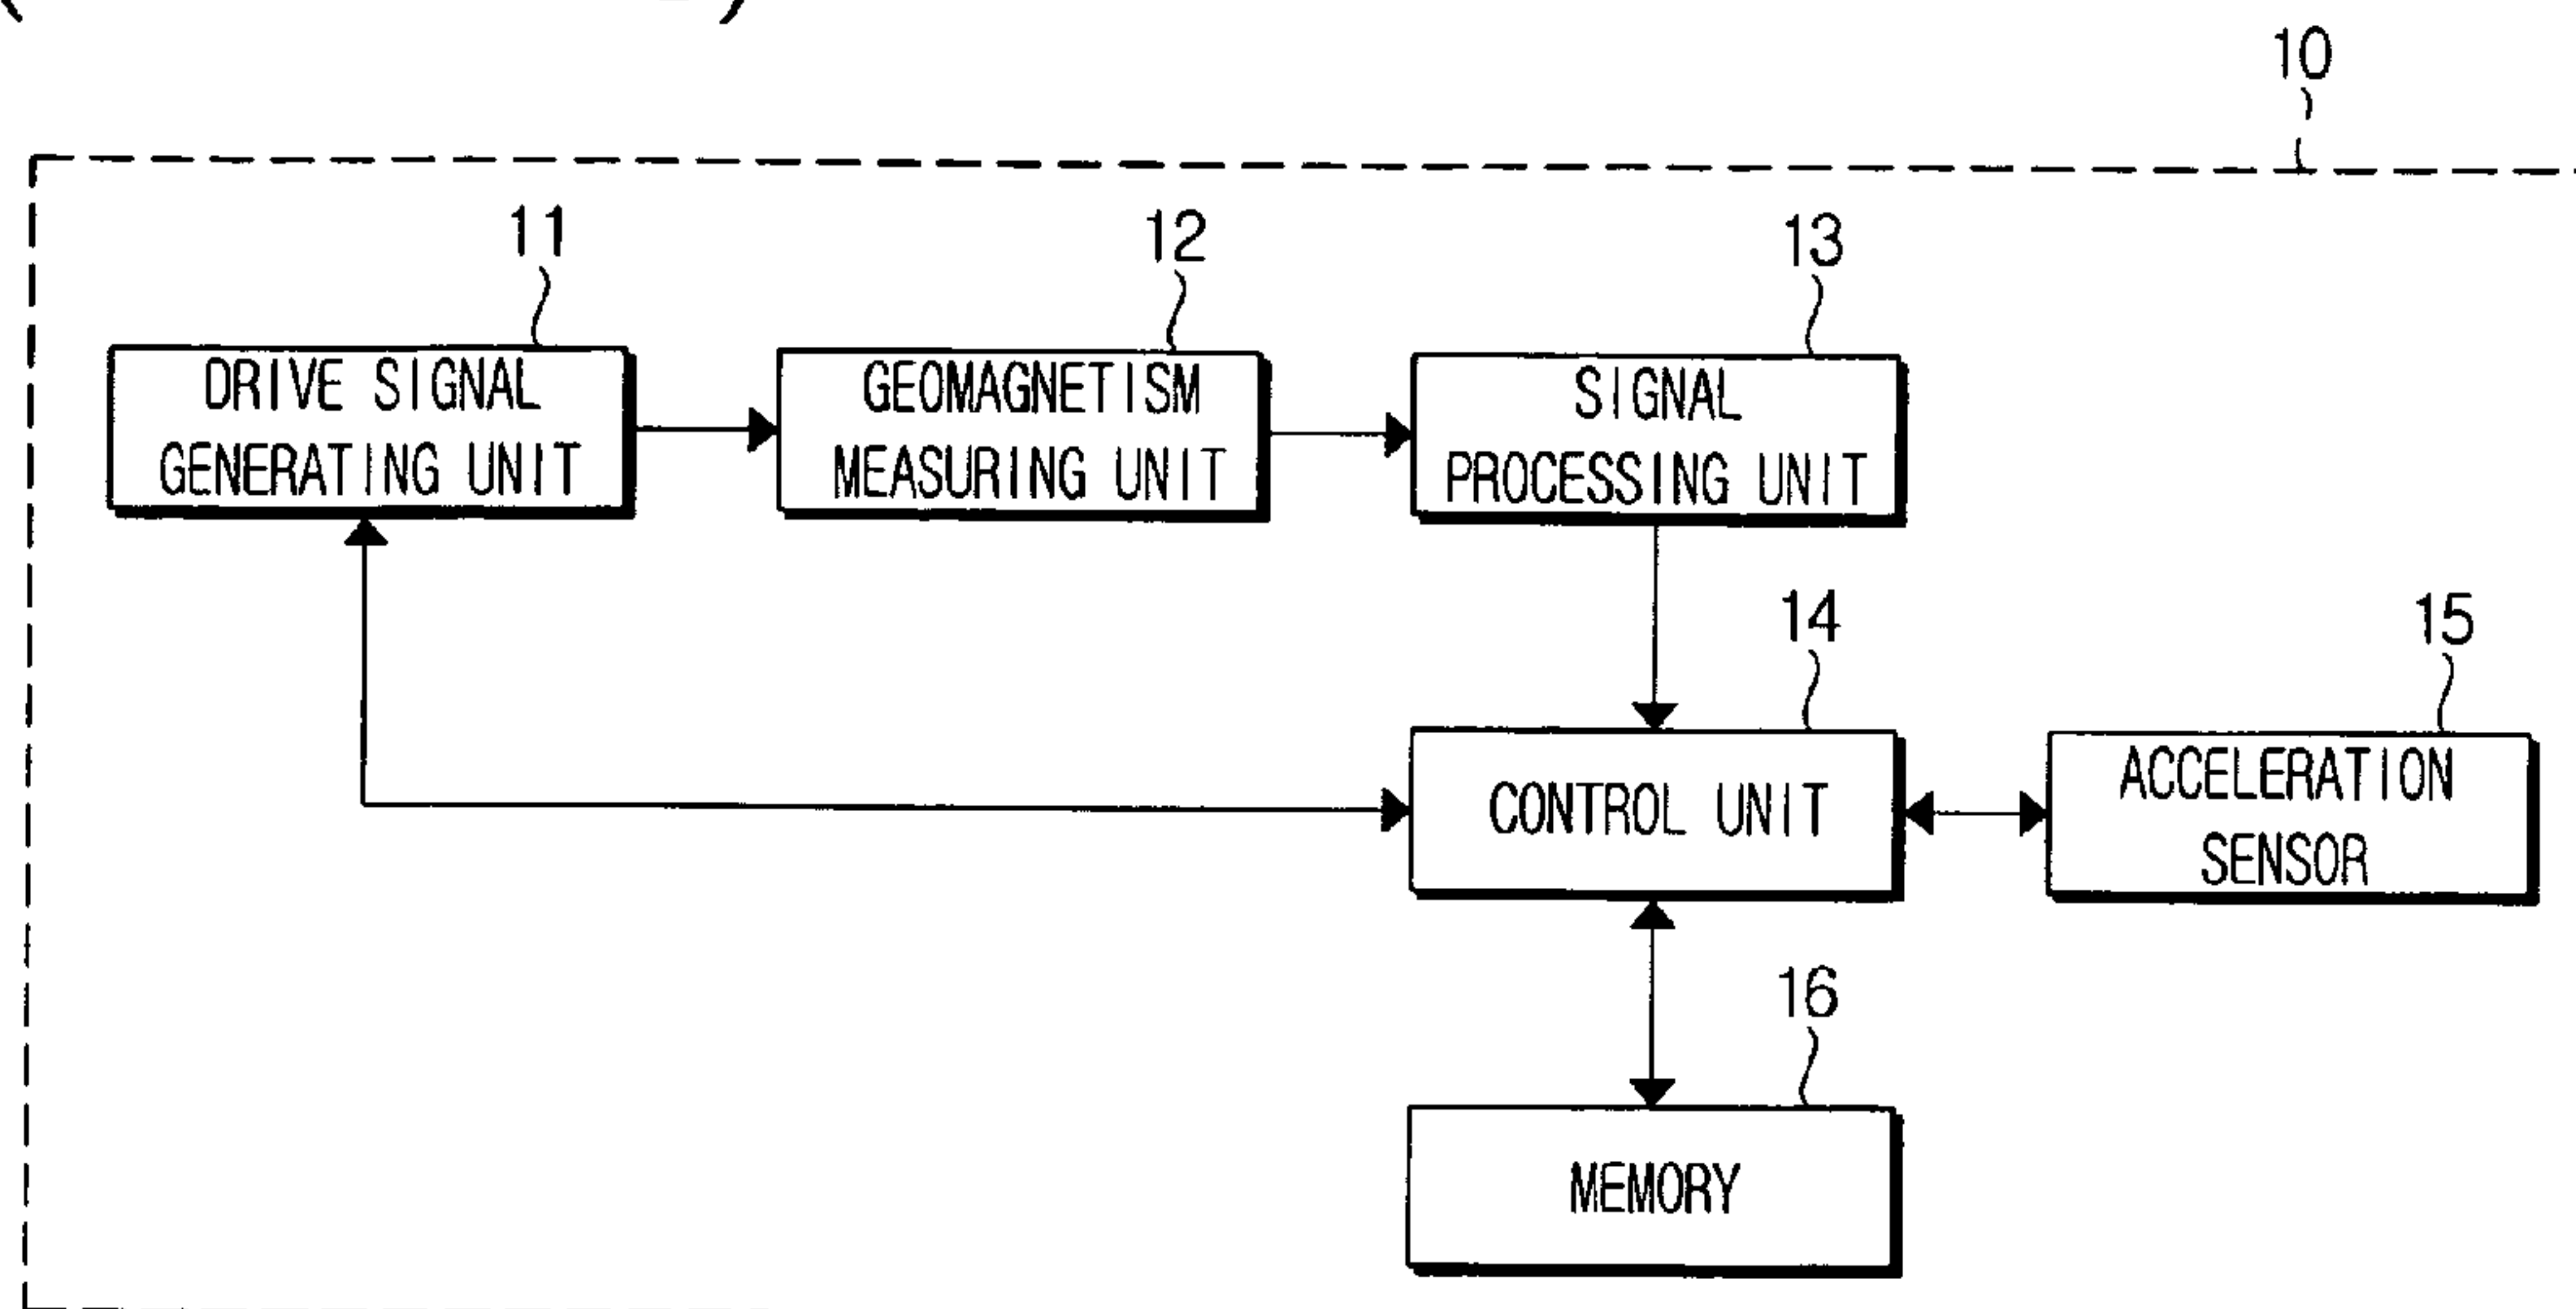 10
11
12
13
DRIVE SIGNAL
GENERATING UNIT
GEOMAGNETISM
MEASURING UNIT
SIGNAL
PROCESSING UNIT
14
15
CONTROL UNIT
ACCELERATION
SENSOR
16
MEMORY